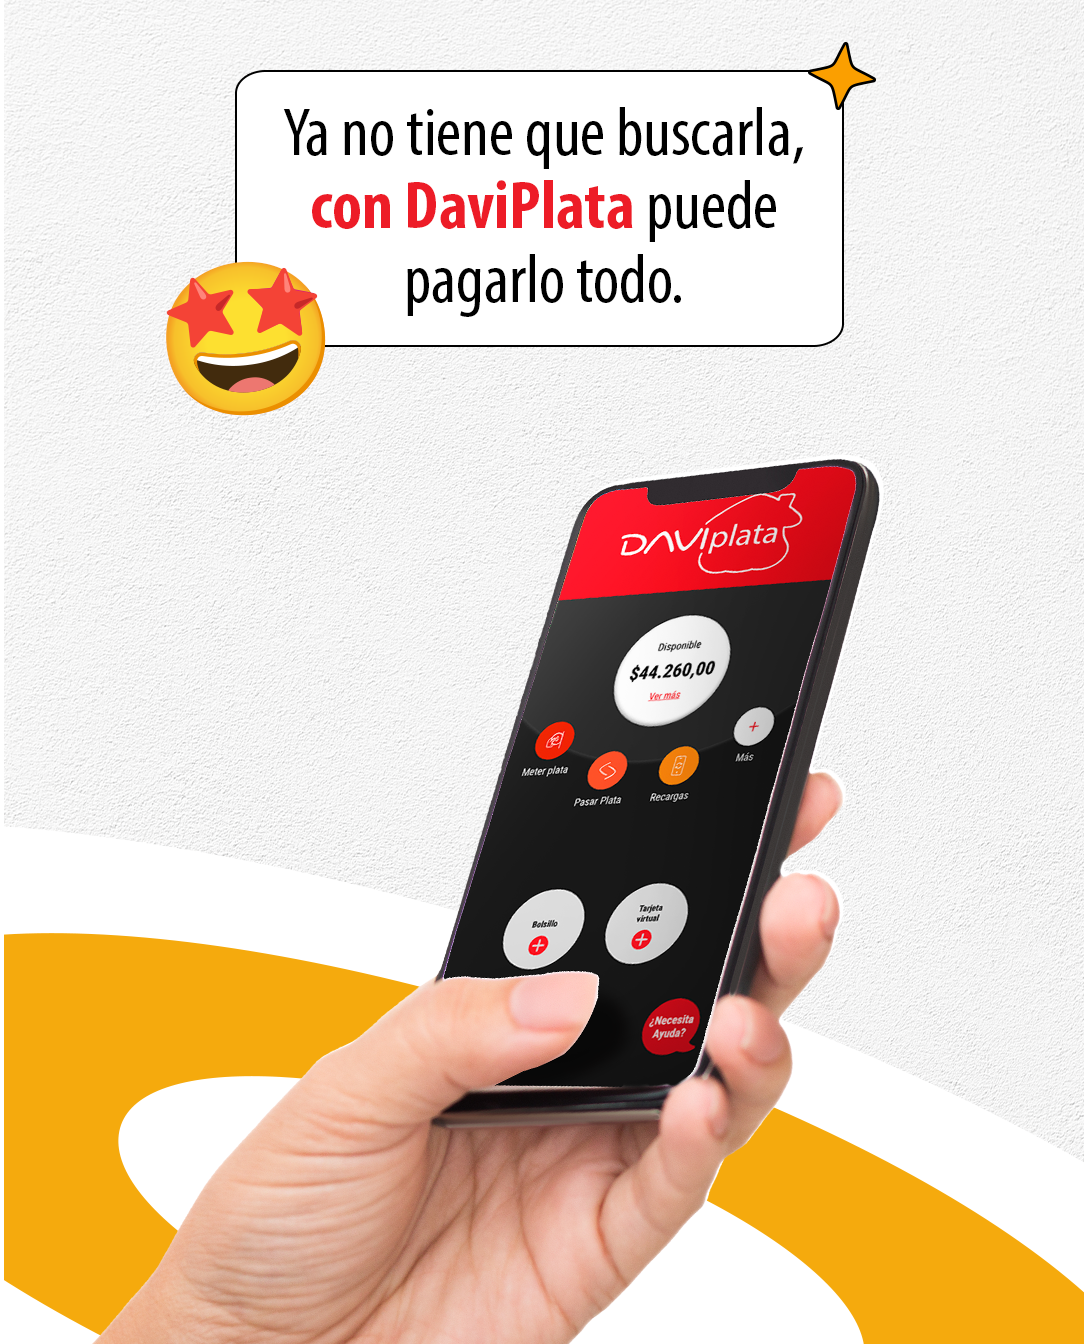 Ya no tiene que buscarla,
con DaviPlata puede
pagarlo todo.
DAVIplata
Disponible
$44.260,00
Ver más
Meter plata
Pasar Plata
Recargas
Más
Bolsillo
Tarjeta
virtual
¿Necesita
Ayuda?